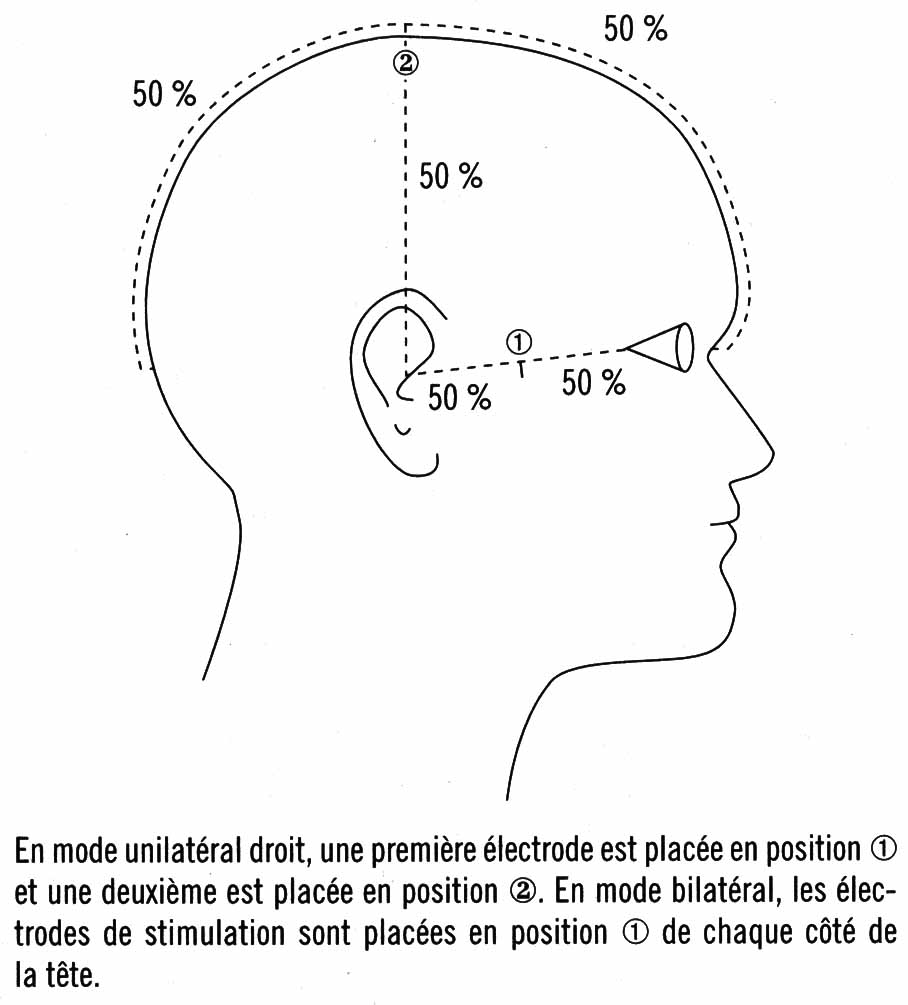 50 %
50 %
②
50 %
①
50 %
50 %
En mode unilatéral droit, une première électrode est placée en position ①
et une deuxième est placée en position ②. En mode bilatéral, les élec-
trodes de stimulation sont placées en position ① de chaque côté de
la tête.